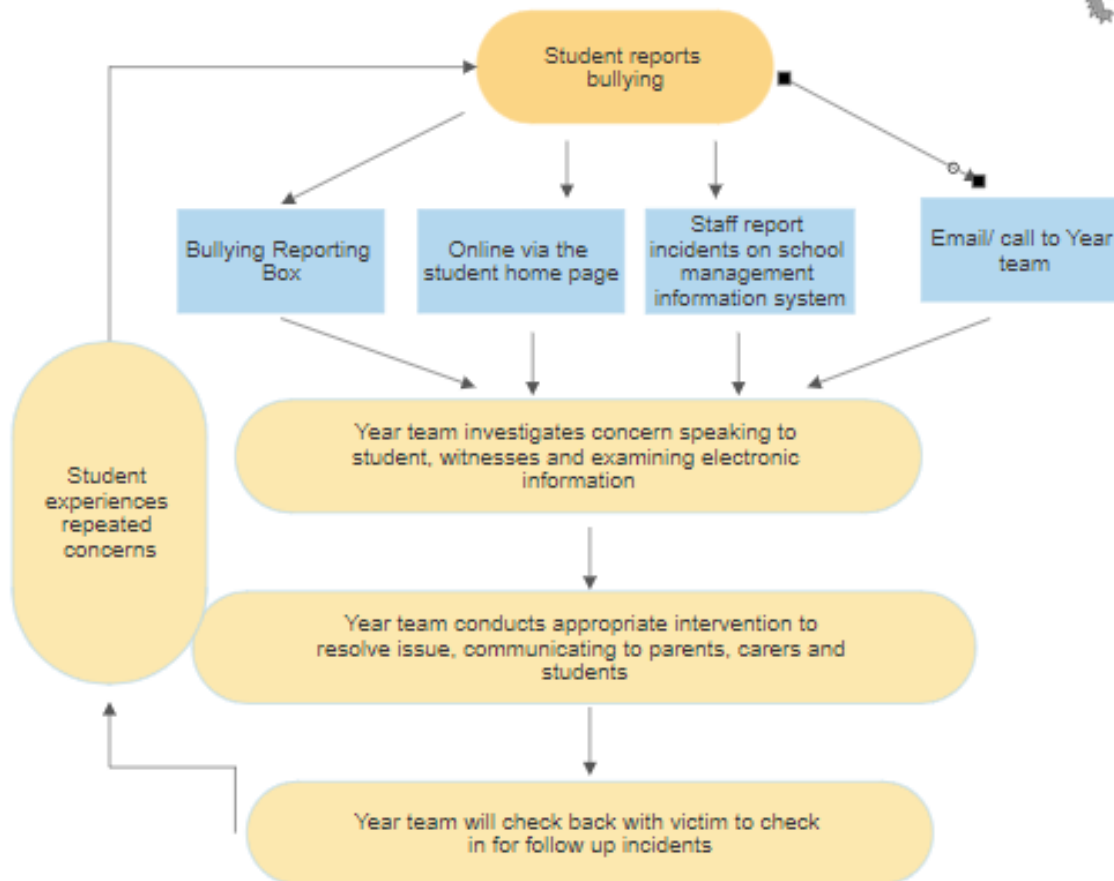 Student reports
bullying
Bullying Reporting
Box
Online via the
student home page
Staff report
incidents on school
management
information system
Email/ call to Year
team
Year team investigates concern speaking to
student, witnesses and examining electronic
information
Student
experiences
repeated
concerns
Year team conducts appropriate intervention to
resolve issue, communicating to parents, carers and
students
Year team will check back with victim to check
in for follow up incidents